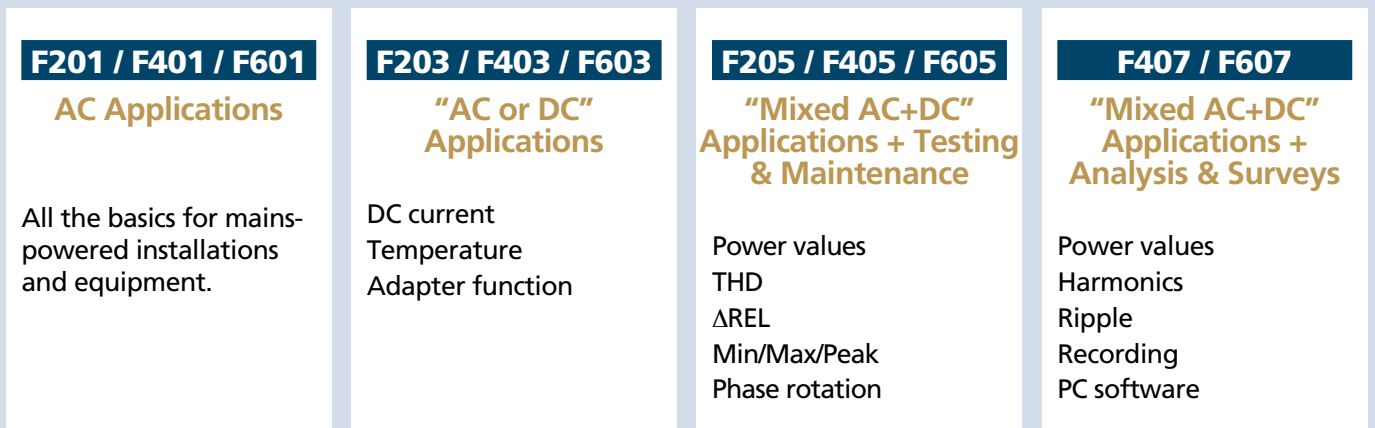 F201 / F401 / F601
AC Applications
All the basics for mains-
powered installations
and equipment.
F203 / F403 / F603
“AC or DC”
Applications
DC current
Temperature
Adapter function
F205 / F405 / F605
“Mixed AC+DC”
Applications + Testing
& Maintenance
Power values
THD
ΔREL
Min/Max/Peak
Phase rotation
F407 / F607
“Mixed AC+DC”
Applications +
Analysis & Surveys
Power values
Harmonics
Ripple
Recording
PC software